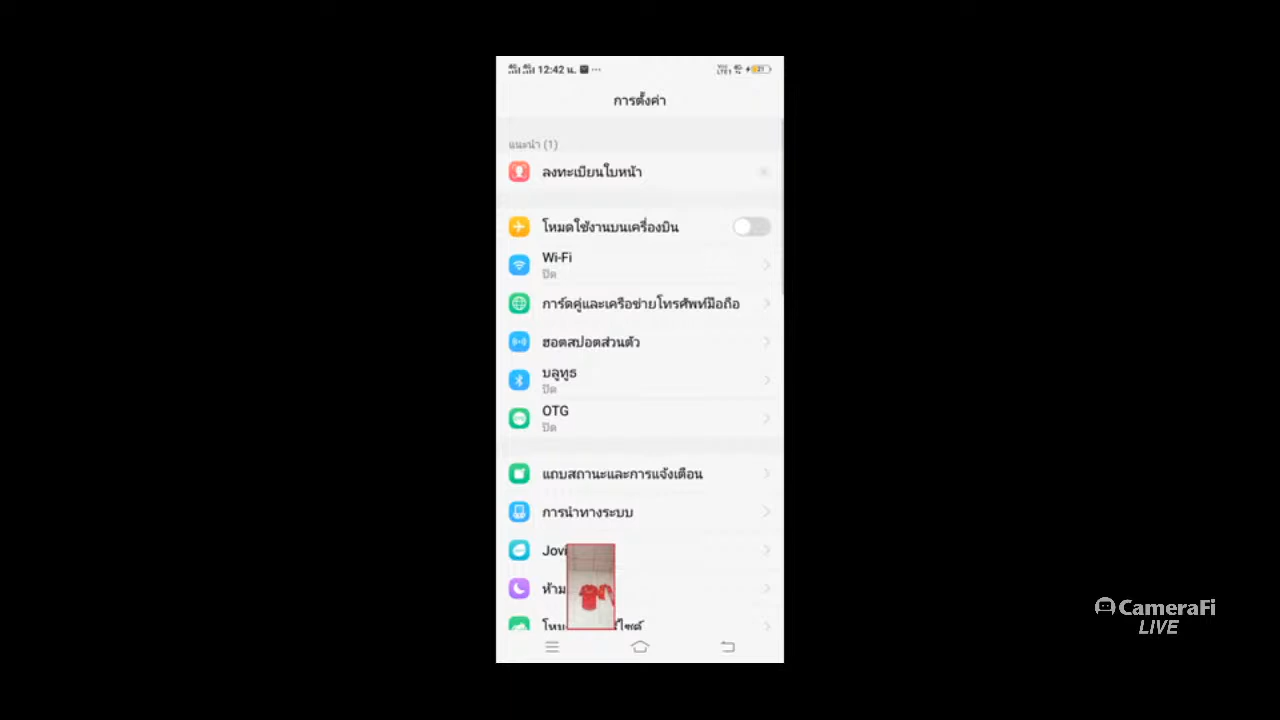 12:42 น.
21
การตั้งค่า
แนะนำ (1)
ลงทะเบียนใบหน้า
โหมดใช้งานบนเครื่องบิน
Wi-Fi
ปิด
การ์ดคู่และเครือข่ายโทรศัพท์มือถือ
ฮอตสปอตส่วนตัว
บลูทูธ
ปิด
OTG
ปิด
แถบสถานะและการแจ้งเตือน
การนำทางระบบ
Jovi
ห้าม
CameraFi
LIVE